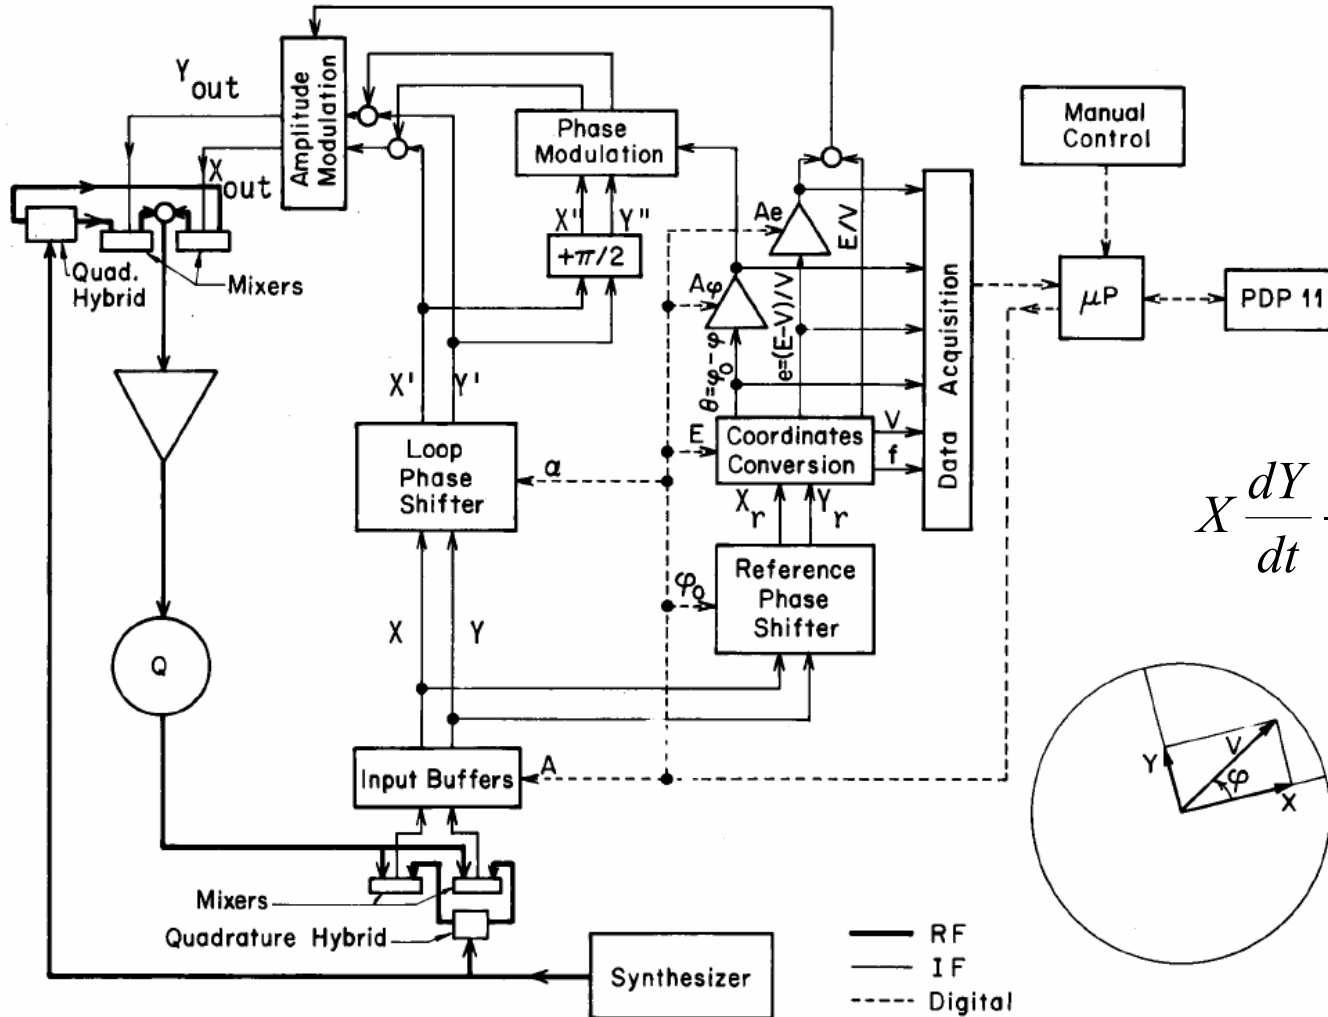 Y out
X out
Amplitude
Modulation
Phase
Modulation
Manual
Control
Quad.
Hybrid
Mixers
X" Y"
+π/2
Ae
E/V
Aφ
e=(E-V)/V
θ=φ₀-φ
Data Acquisition
μP
PDP 11
X' Y'
Loop
Phase
Shifter
α
E
Coordinates
Conversion
V
f
Xr Yr
φ₀
Reference
Phase
Shifter
X dY/dt -
X Y
Q
Input Buffers
A
Y V φ X
Mixers
Quadrature Hybrid
Synthesizer
RF
IF
Digital